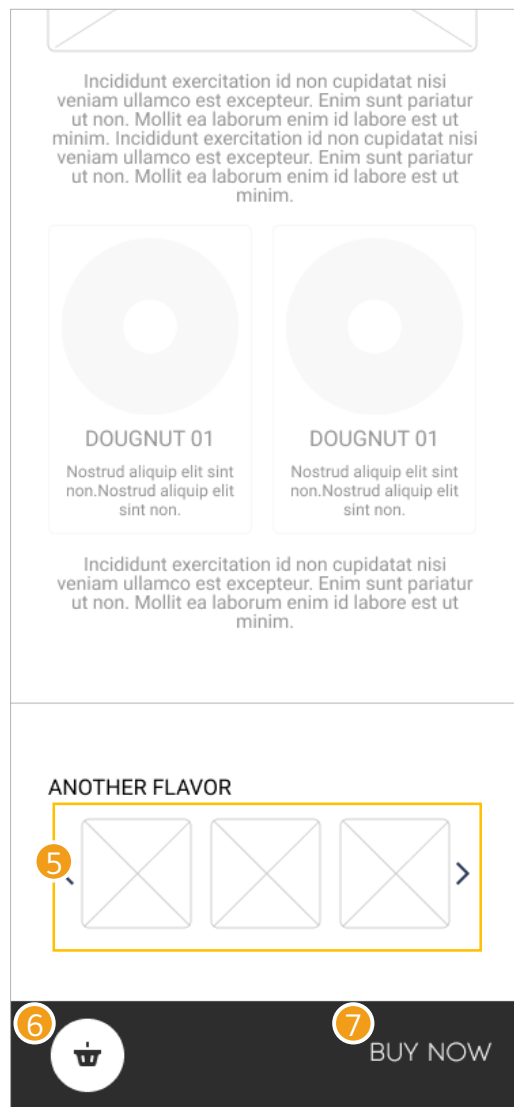 Incididunt exercitation id non cupidatat nisi
veniam ullamco est excepteur. Enim sunt pariatur
ut non. Mollit ea laborum enim id labore est ut
minim. Incididunt exercitation id non cupidatat nisi
veniam ullamco est excepteur. Enim sunt pariatur
ut non. Mollit ea laborum enim id labore est ut
minim.
DOUGNUT 01
Nostrud aliquip elit sint
non.Nostrud aliquip elit
sint non.
DOUGNUT 01
Nostrud aliquip elit sint
non.Nostrud aliquip elit
sint non.
Incididunt exercitation id non cupidatat nisi
veniam ullamco est excepteur. Enim sunt pariatur
ut non. Mollit ea laborum enim id labore est ut
minim.
ANOTHER FLAVOR
5
6
7
BUY NOW